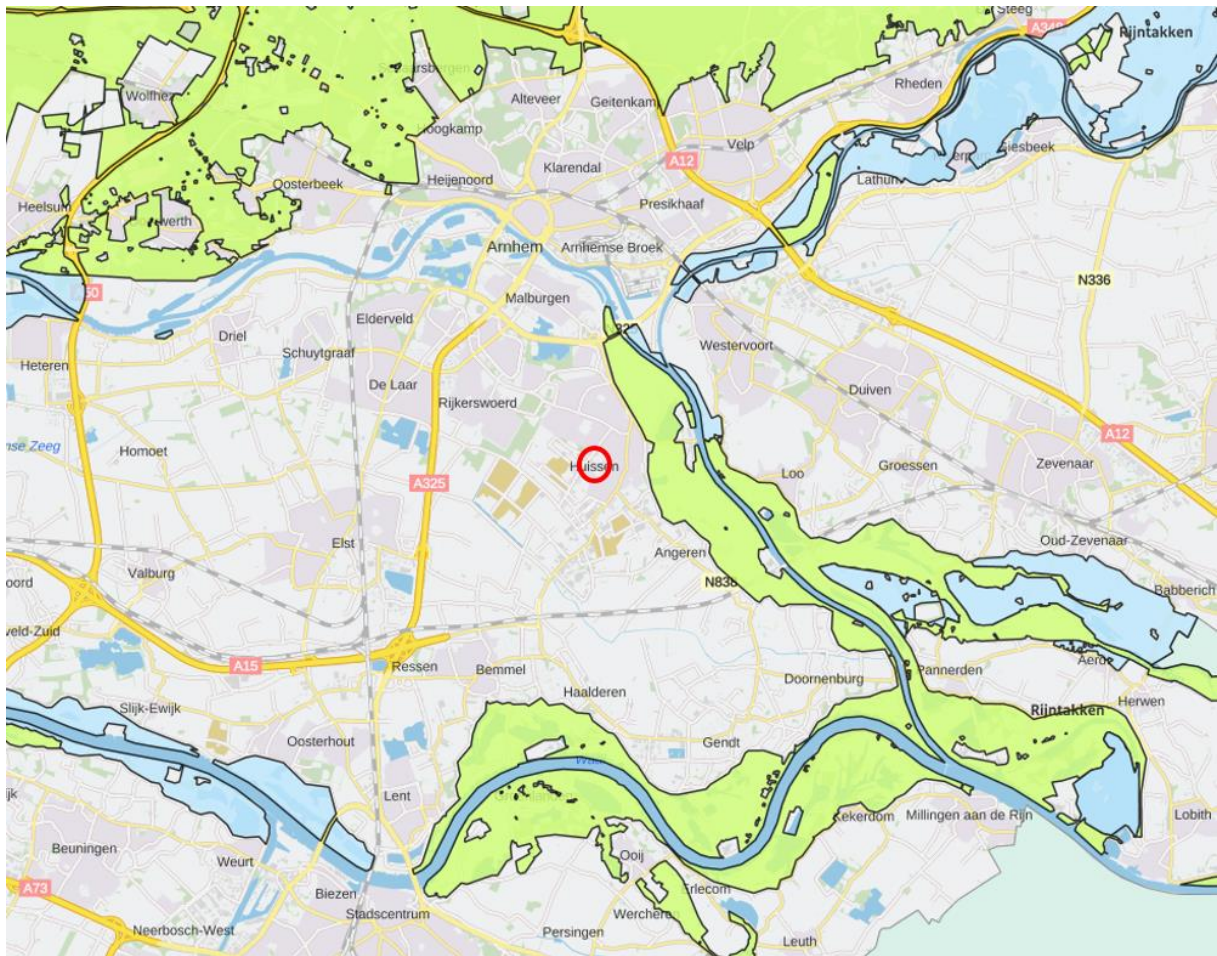 Steeg
A348
Rijntakken
Wolfheze
Alteveer
Geitenkamp
Rheden
Hoogkamp
Velp
Klarendal
A12
Giesbeek
Oosterbeek
Heijenoord
Lathum
Heelsum
Presikhaaf
Arnhem
Arnhemse Broek
N336
Malburgen
Elderveld
Driel
Westervoort
Schuytgraaf
Heteren
De Laar
Duiven
Rijkerswoerd
A12
Homoet
Huissen
Groessen
Zevenaar
Loo
A325
Elst
Oud-Zevenaar
Angeren
Valburg
N838
Babberich
A15
Ressen
Bemmel
Pannerden
Doornenburg
Haalderen
Herwen
Slijk-Ewijk
Rijntakken
Oosterhout
Gendt
Lent
Kekerdom
Millingen aan de Rijn
Lobith
Beuningen
Ooij
Weurt
A73
Erlecom
Biezen
Stadscentrum
Wercheren
Neerbosch-West
Persingen
Leuth